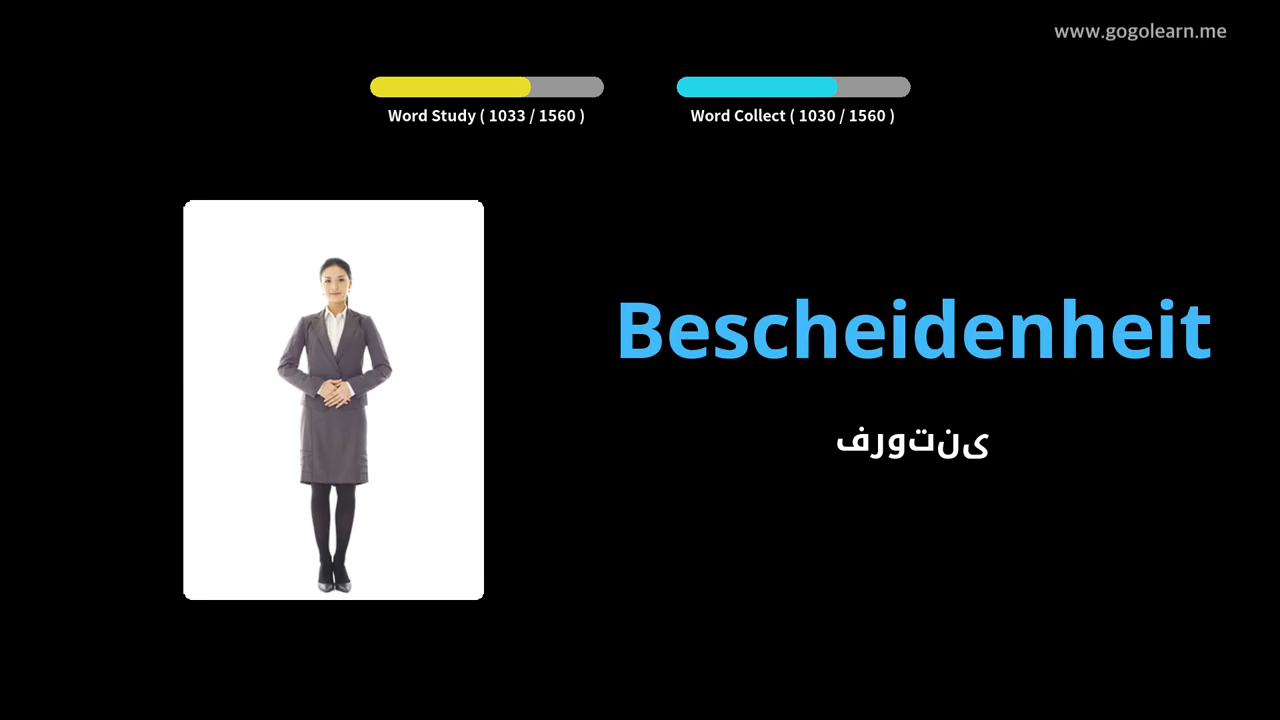 www.gogolearn.me
Word Study ( 1033 / 1560 )
Word Collect ( 1030 / 1560 )
Bescheidenheit
فروتنی